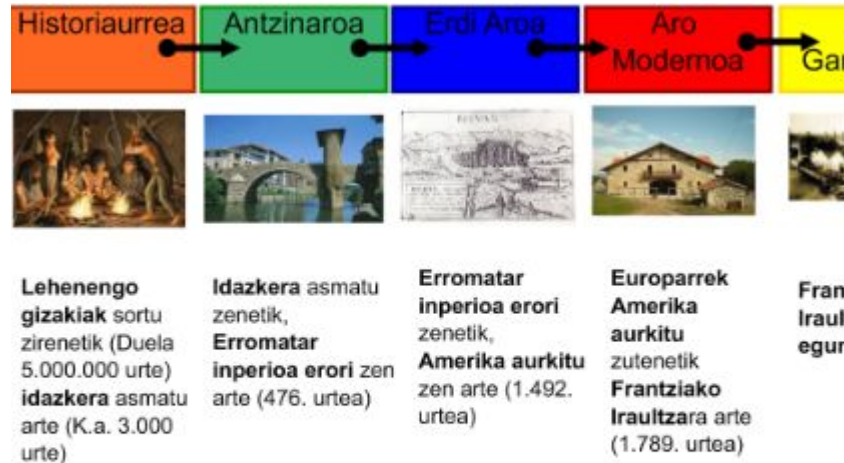 Historiaurrea
Antzinaroa
Erdi Aroa
Aro
Modernoa
Lehenengo
gizakiak sortu
zirenetik (Duela
5.000.000 urte)
idazkera asmatu
arte (K.a. 3.000
urte)
Idazkera asmatu
zenetik,
Erromatar
inperioa erori zen
arte (476. urtea)
Erromatar
inperioa erori
zenetik,
Amerika aurkitu
zen arte (1.492.
urtea)
Europarrek
Amerika
aurkitu
zutenetik
Frantziako
Iraultzara arte
(1.789. urtea)